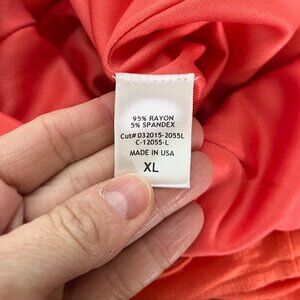 95% RAYON
5% SPANDEX
Cut# 032015-2055L
C-12055-L
MADE IN USA
XL